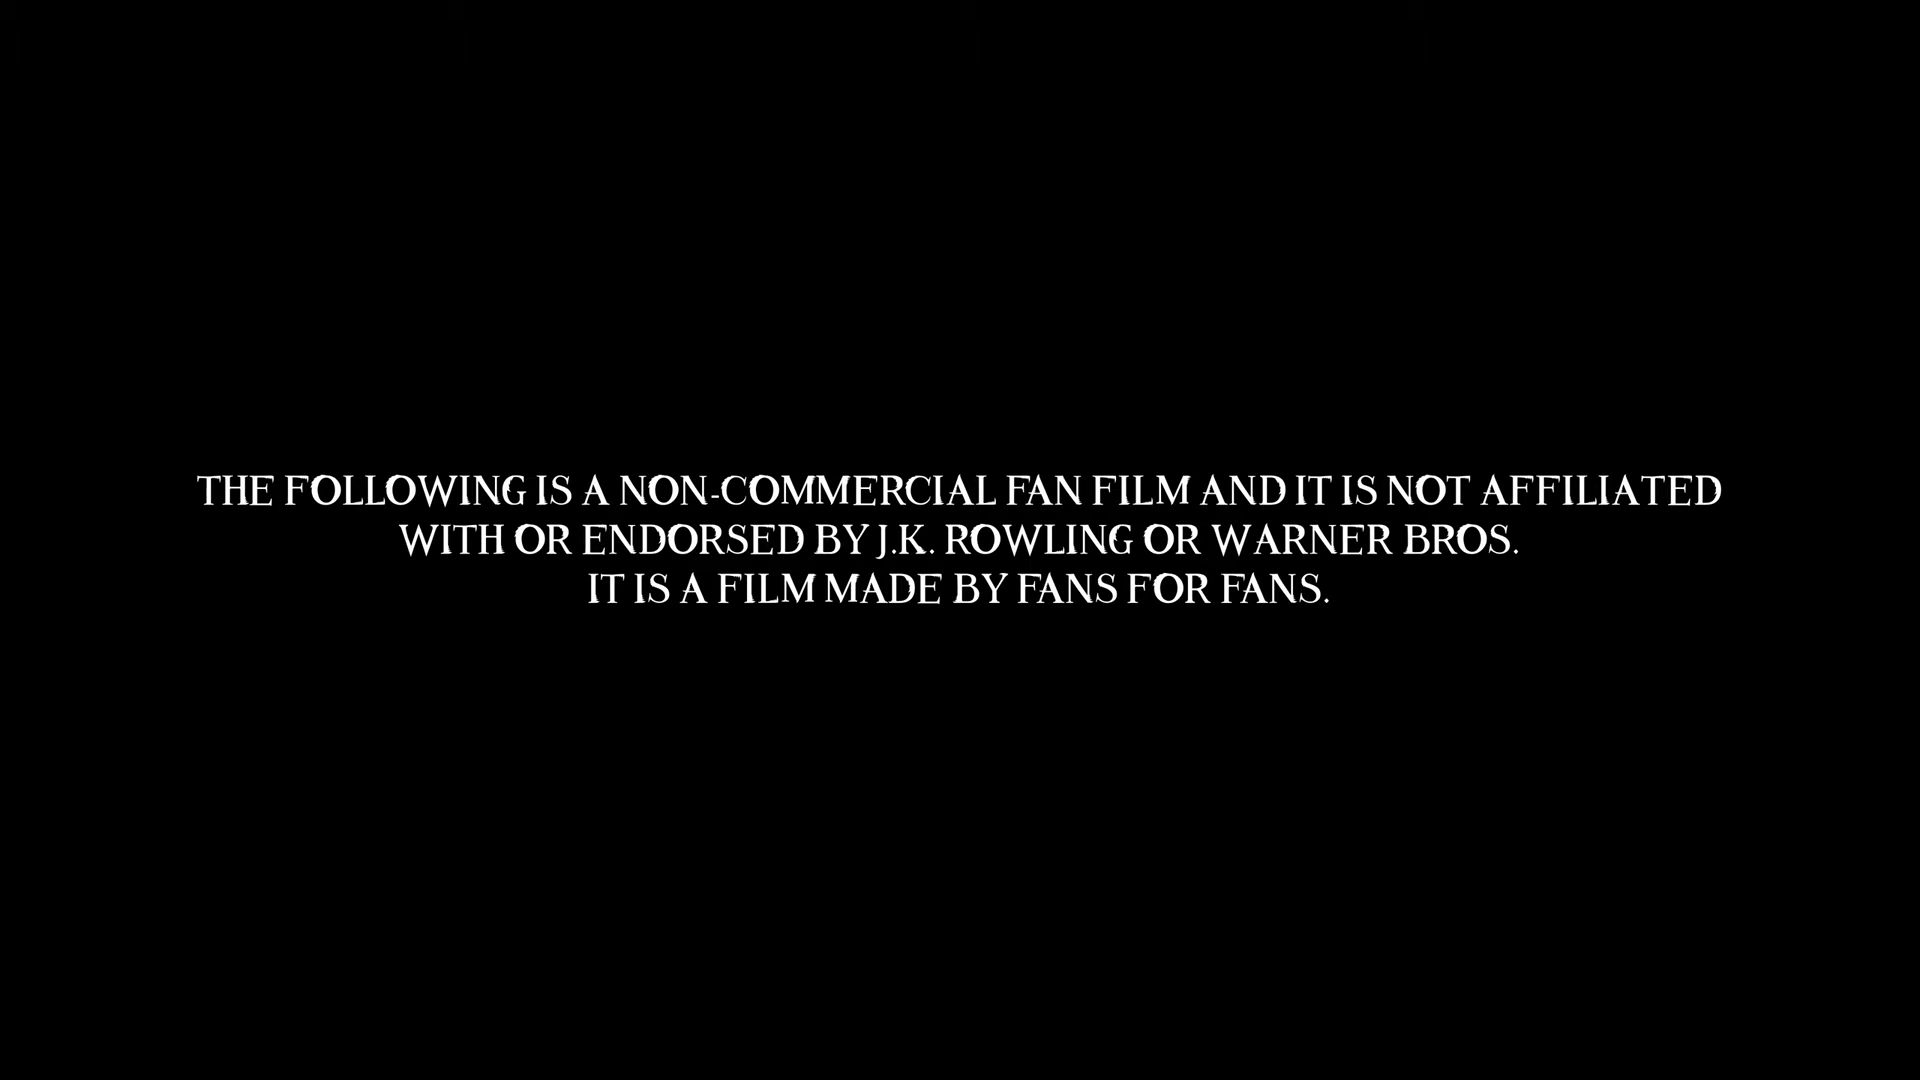 THE FOLLOWING IS A NON-COMMERCIAL FAN FILM AND IT IS NOT AFFILIATED
WITH OR ENDORSED BY J.K. ROWLING OR WARNER BROS.
IT IS A FILM MADE BY FANS FOR FANS.